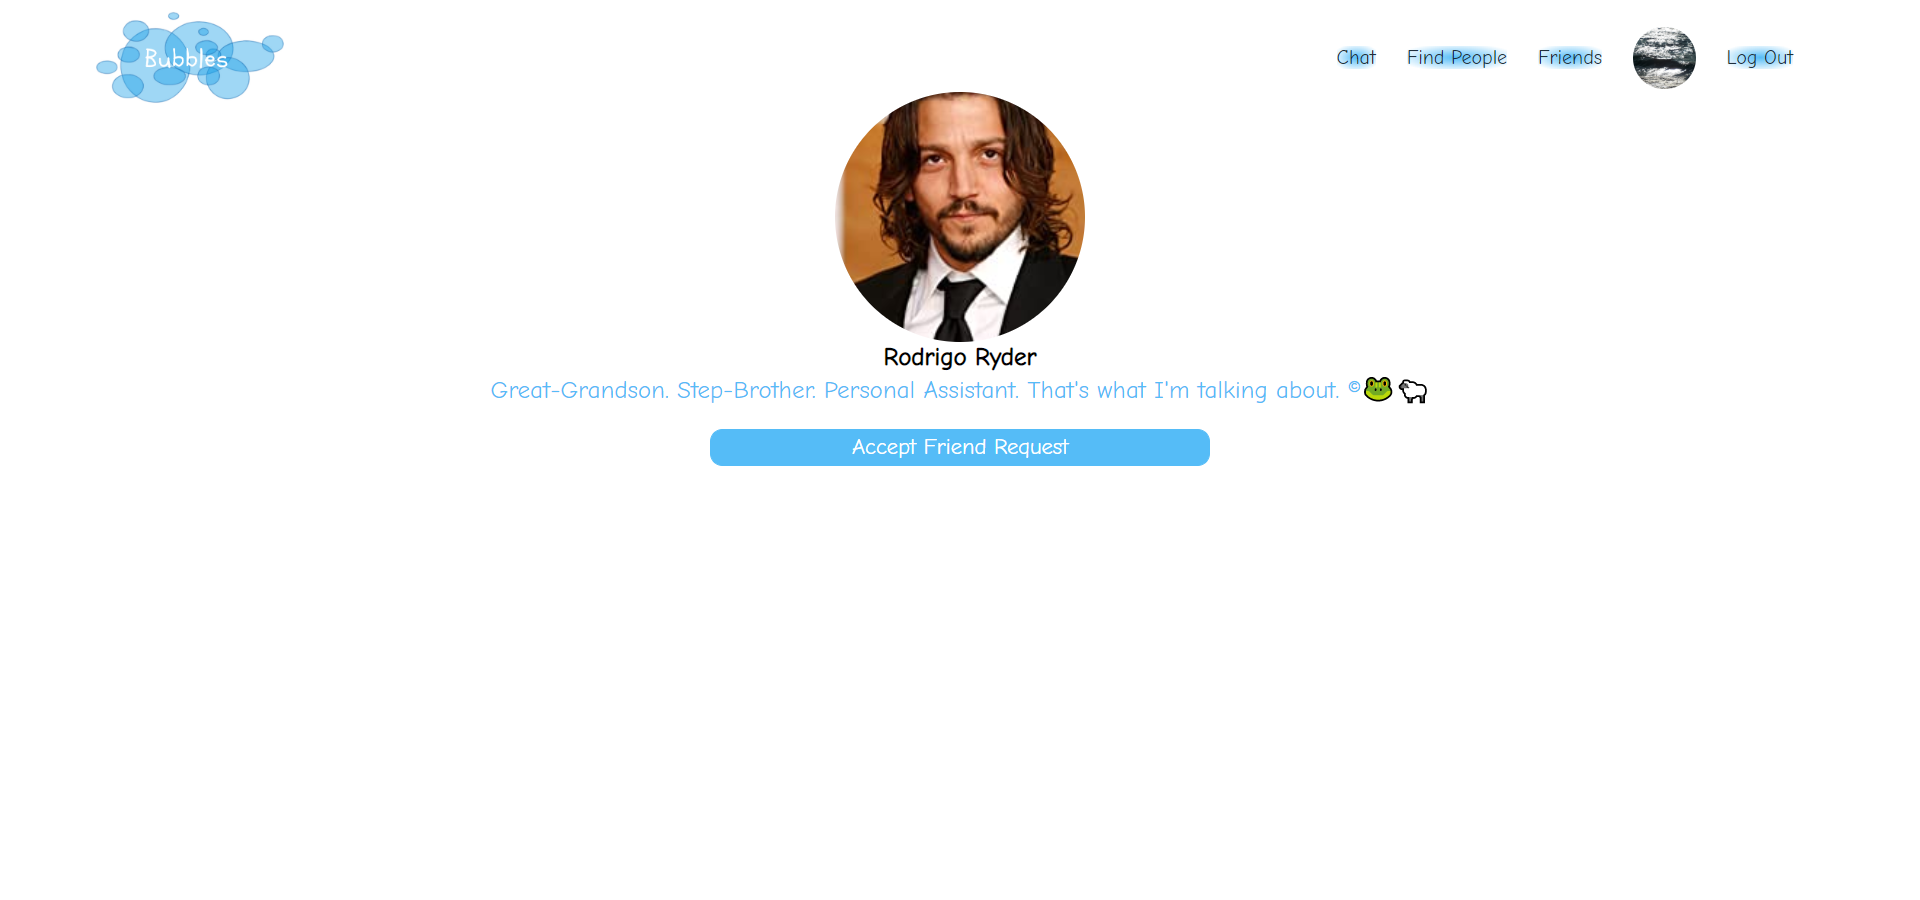 Bubbles
Chat Find People Friends Log Out
Rodrigo Ryder
Great-Grandson. Step-Brother. Personal Assistant. That's what I'm talking about. ©🐸🐑
Accept Friend Request